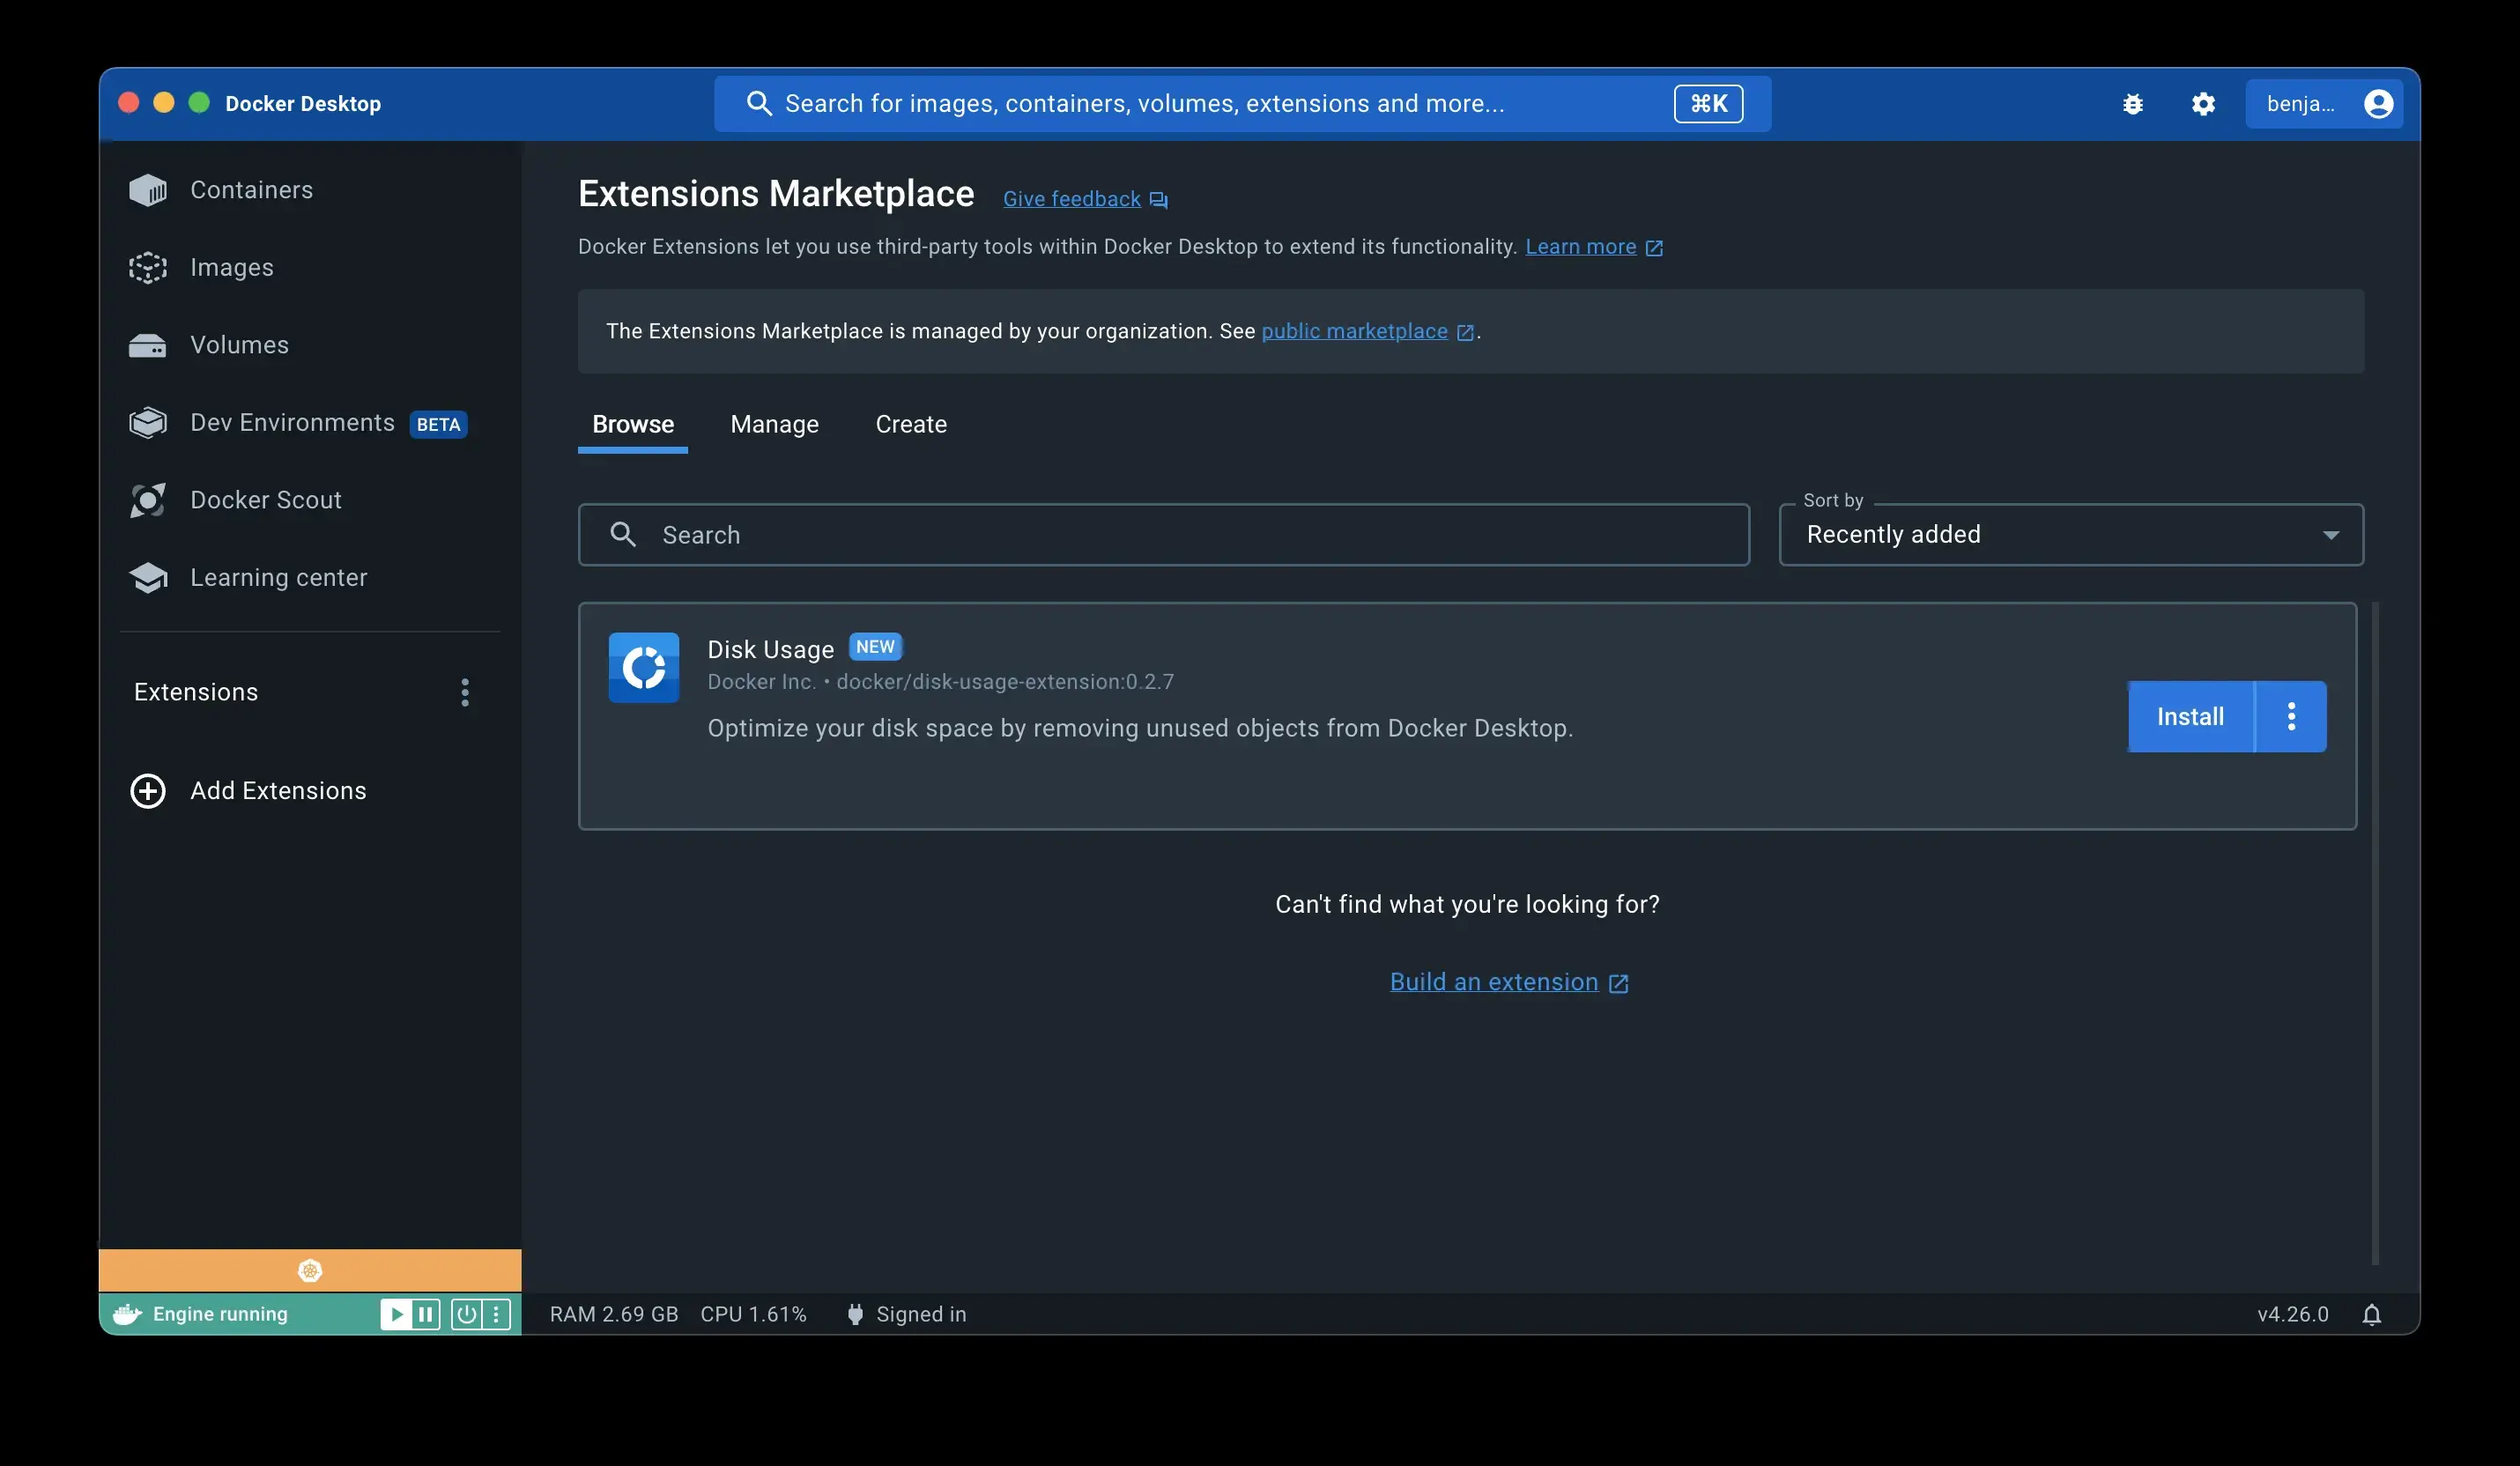 Docker Desktop
Search for images, containers, volumes, extensions and more...
⌘K
benja...
Containers
Images
Volumes
Dev Environments BETA
Docker Scout
Learning center
Extensions
Add Extensions
Extensions Marketplace
Give feedback
Docker Extensions let you use third-party tools within Docker Desktop to extend its functionality. Learn more
The Extensions Marketplace is managed by your organization. See public marketplace .
Browse
Manage
Create
Search
Sort by
Recently added
Disk Usage NEW
Docker Inc. • docker/disk-usage-extension:0.2.7
Optimize your disk space by removing unused objects from Docker Desktop.
Install
Can't find what you're looking for?
Build an extension
Engine running
RAM 2.69 GB CPU 1.61% Signed in
v4.26.0